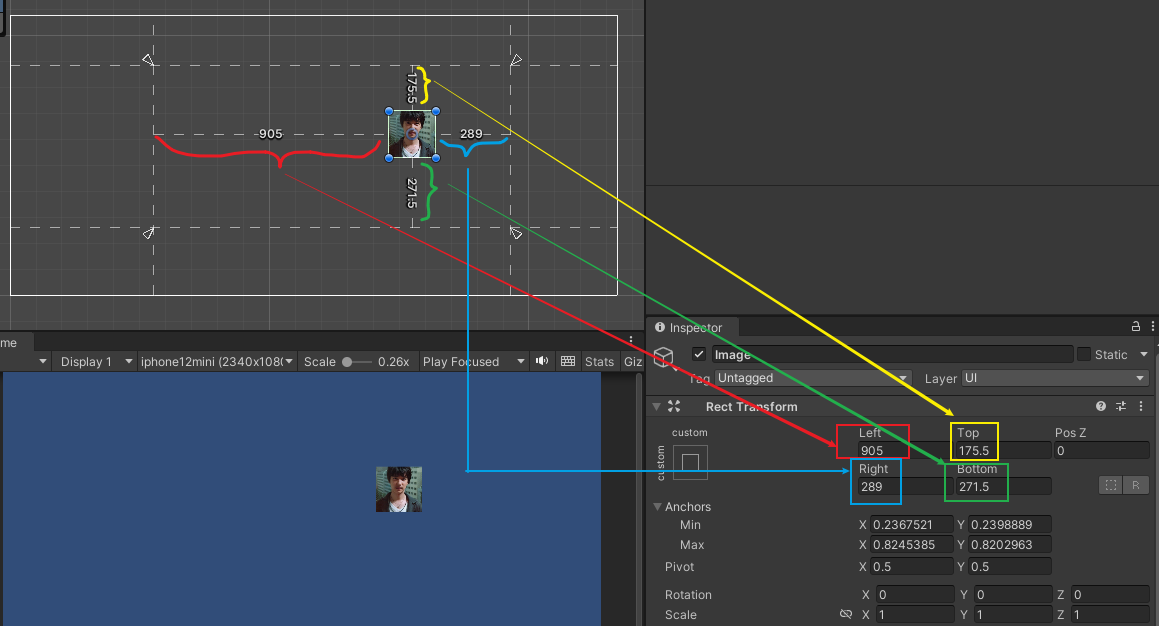 175.5
905
289
271.5
me
Display 1
iphone12mini (2340x108(
Scale
0.26x
Play Focused
Stats
Giz
Inspector
Image
Static
Tag
Untagged
Layer
UI
Rect Transform
custom
custom
Left
Top
Pos Z
905
175.5
0
Right
Bottom
289
271.5
R
Anchors
Min
X 0.2367521
Y 0.2398889
Max
X 0.8245385
Y 0.8202963
Pivot
X 0.5
Y 0.5
Rotation
X 0
Y 0
Z 0
Scale
X 1
Y 1
Z 1